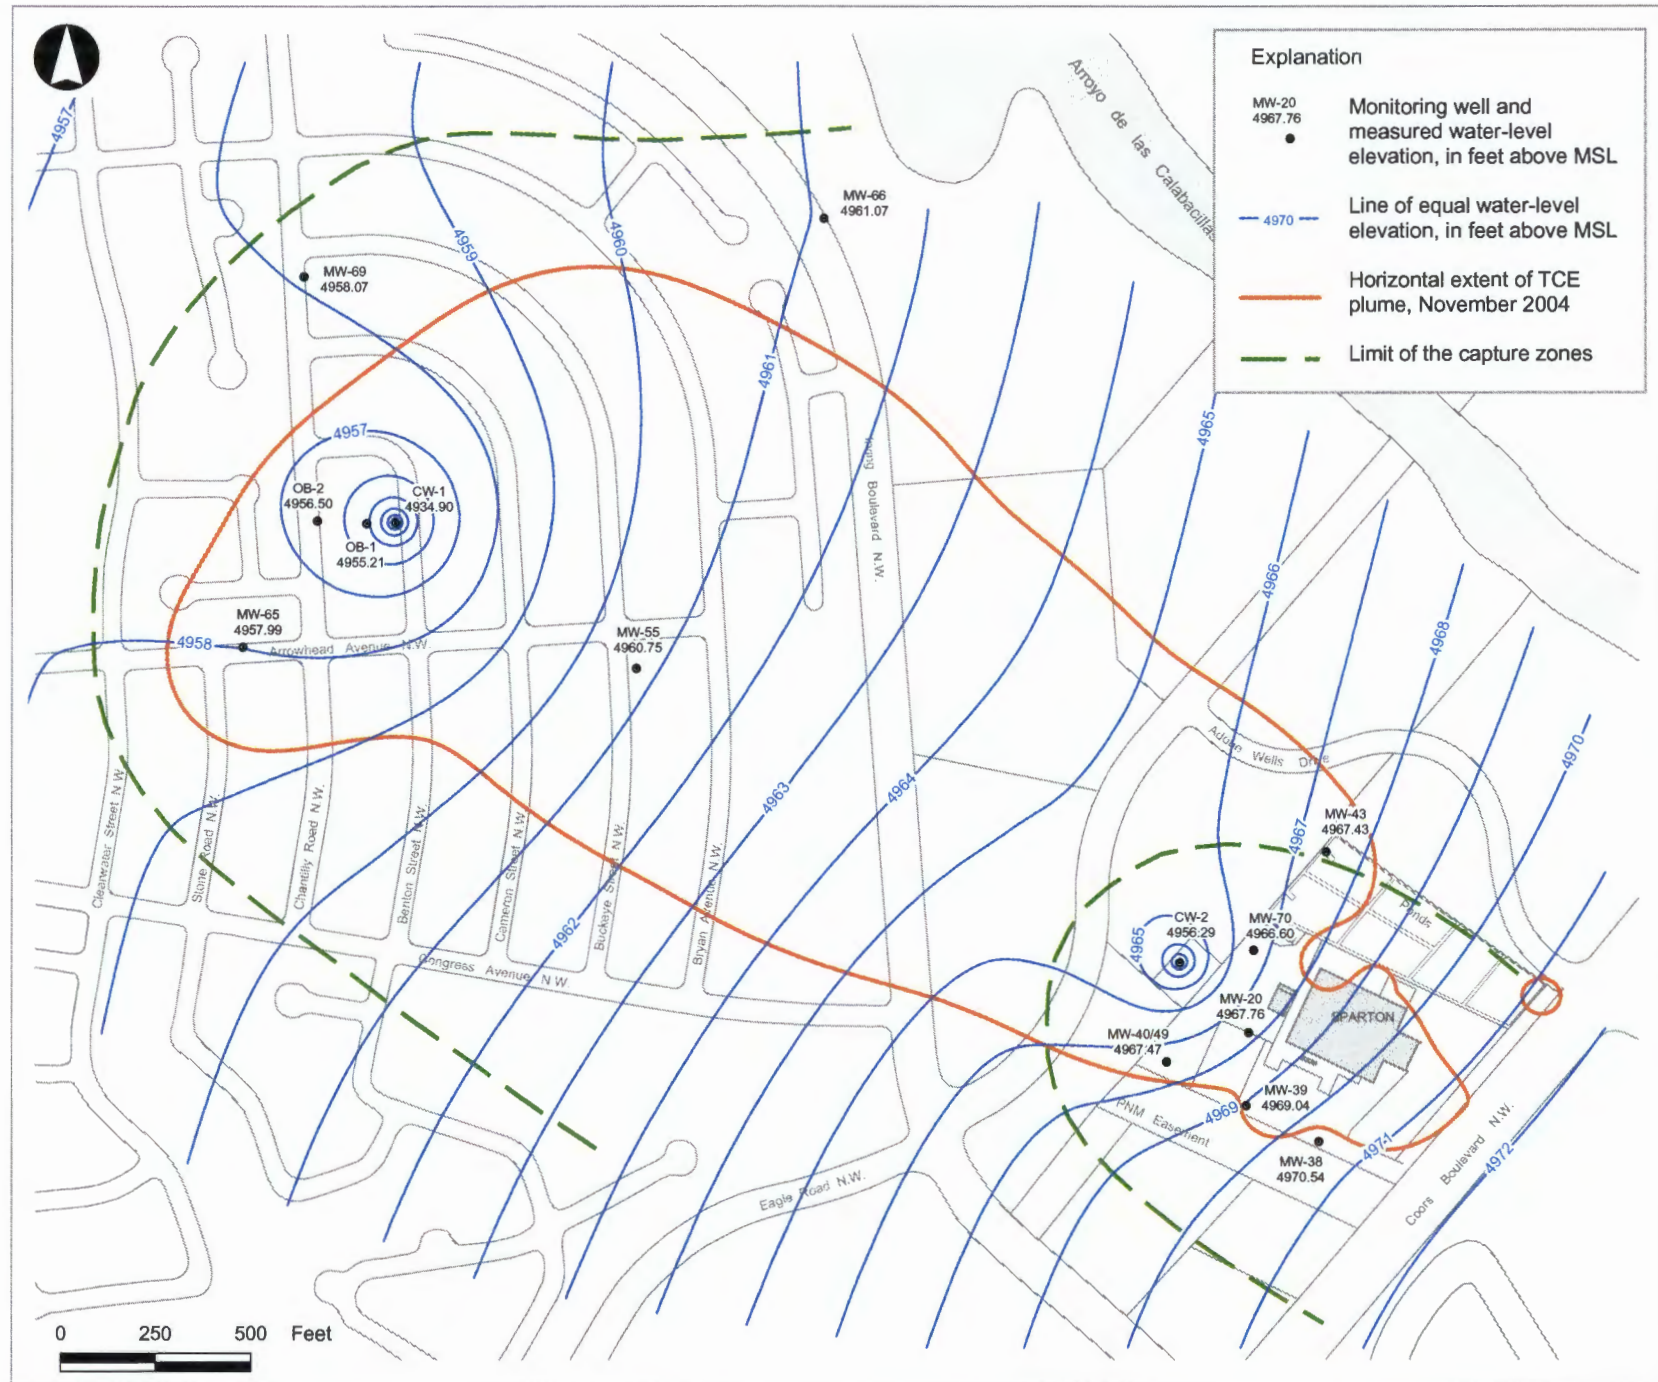 Explanation
MW-20
4967.76
Monitoring well and
measured water-level
elevation, in feet above MSL
4970
Line of equal water-level
elevation, in feet above MSL
Horizontal extent of TCE
plume, November 2004
Limit of the capture zones
Arroyo de las Calabacillas
4957
MW-66
4961.07
4959
4960
MW-69
4958.07
4961
4965
4957
OB-2
4956.50
CW-1
4934.90
OB-1
4955.21
Irving Boulevard N.W.
4966
MW-65
4957.99
4958
Arrowhead Avenue N.W.
MW-55
4960.75
4968
4970
Adobe Wells Drive
4963
4964
Clearwater Street N.W.
Stone Road N.W.
Chantilly Road N.W.
Benton Street N.W.
Cameron Street N.W.
Buckeye Street N.W.
Bryan Avenue N.W.
4967
MW-43
4967.43
4962
Congress Avenue N.W.
4965
CW-2
4956.29
MW-70
4966.60
Ponds
MW-20
4967.76
SPARTON
MW-40/49
4967.47
MW-39
4969.04
4969
PNM Easement
MW-38
4970.54
4971
4972
Coors Boulevard N.W.
Eagle Road N.W.
0 250 500 Feet